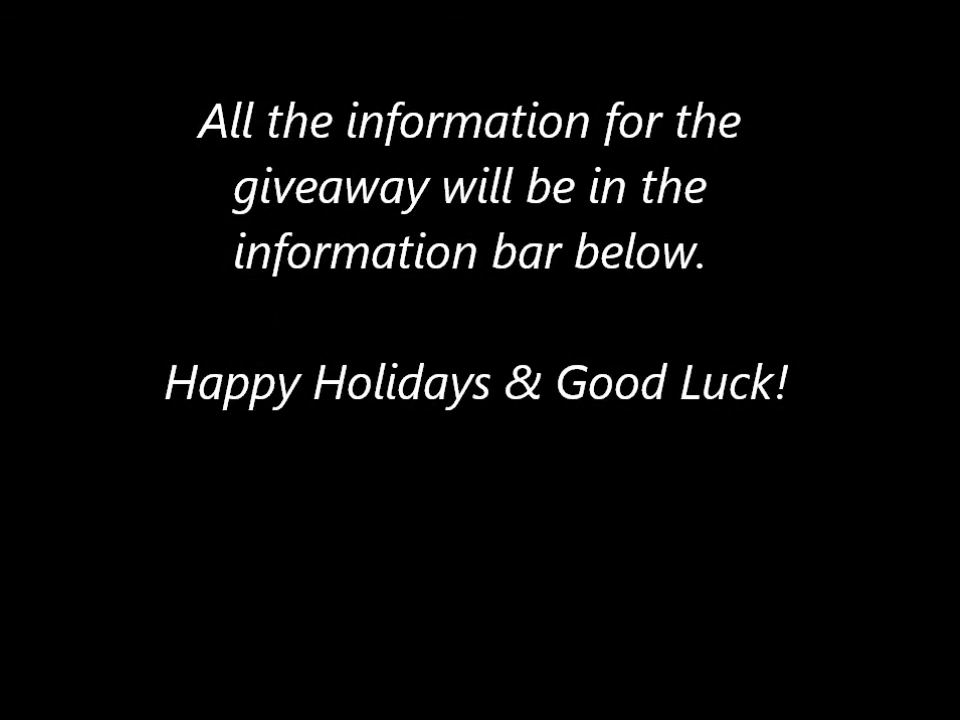 All the information for the
giveaway will be in the
information bar below.
Happy Holidays & Good Luck!